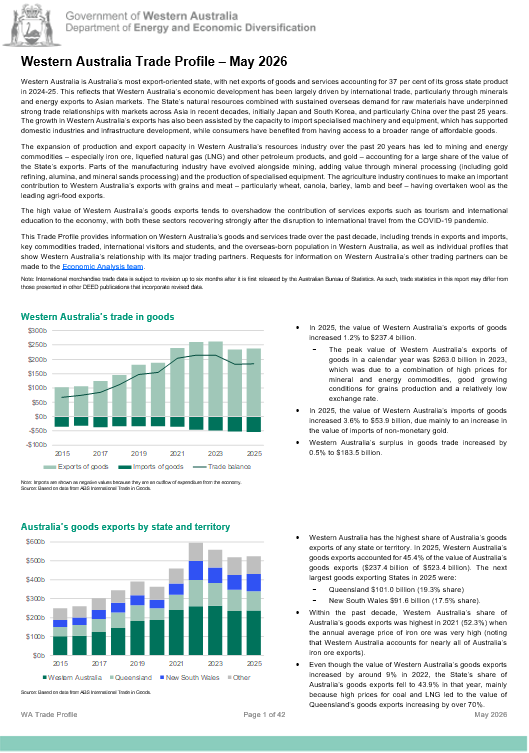 Government of Western Australia
Department of Energy and Economic Diversification
Western Australia Trade Profile – May 2026
Western Australia is Australia's most export-oriented state, with net exports of goods and services accounting for 37 per cent of its gross state product
in 2024-25. This reflects that Western Australia's economic development has been largely driven by international trade, particularly through minerals
and energy exports to Asian markets. The State's natural resources combined with sustained overseas demand for raw materials have underpinned
strong trade relationships with markets across Asia in recent decades, initially Japan and South Korea, and particularly China over the past 25 years.
The growth in Western Australia's exports has also been assisted by the capacity to import specialised machinery and equipment, which has supported
domestic industries and infrastructure development, while consumers have benefited from having access to a broader range of affordable goods.
The expansion of production and export capacity in Western Australia's resources industry over the past 20 years has led to mining and energy
commodities – especially iron ore, liquefied natural gas (LNG) and other petroleum products, and gold – accounting for a large share of the value of
the State's exports. Parts of the manufacturing industry have evolved alongside mining, adding value through mineral processing (including gold
refining, alumina, and mineral sands processing) and the production of specialised equipment. The agriculture industry continues to make an important
contribution to Western Australia's exports with grains and meat – particularly wheat, canola, barley, lamb and beef – having overtaken wool as the
leading agri-food exports.
The high value of Western Australia's goods exports tends to overshadow the contribution of services exports such as tourism and international
education to the economy, with both these sectors recovering strongly after the disruption to international travel from the COVID-19 pandemic.
This Trade Profile provides information on Western Australia's goods and services trade over the past decade, including trends in exports and imports,
key commodities traded, international visitors and students, and the overseas-born population in Western Australia, as well as individual profiles that
show Western Australia's relationship with its major trading partners. Requests for information on Western Australia's other trading partners can be
made to the Economic Analysis team.
Note: International merchandise trade data is subject to revision up to six months after it is first released by the Australian Bureau of Statistics. As such, trade statistics in this report may differ from
those presented in other DEED publications that incorporate revised data.
Western Australia's trade in goods
$300b
$250b
$200b
$150b
$100b
$50b
$0b
-$50b
-$100b
2015 2017 2019 2021 2023 2025
Exports of goods Imports of goods Trade balance
Note: Imports are shown as negative values because they are an outflow of expenditure from the economy.
Source: Based on data from ABS International Trade in Goods.
• In 2025, the value of Western Australia's exports of goods
increased 1.2% to $237.4 billion.
− The peak value of Western Australia's exports of
goods in a calendar year was $263.0 billion in 2023,
which was due to a combination of high prices for
mineral and energy commodities, good growing
conditions for grains production and a relatively low
exchange rate.
• In 2025, the value of Western Australia's imports of goods
increased 3.6% to $53.9 billion, due mainly to an increase in
the value of imports of non-monetary gold.
• Western Australia's surplus in goods trade increased by
0.5% to $183.5 billion.
Australia's goods exports by state and territory
$600b
$500b
$400b
$300b
$200b
$100b
$0b
2015 2017 2019 2021 2023 2025
Western Australia Queensland New South Wales Other
Source: Based on data from ABS International Trade in Goods.
• Western Australia has the highest share of Australia's goods
exports of any state or territory. In 2025, Western Australia's
goods exports accounted for 45.4% of the value of Australia's
goods exports ($237.4 billion of $523.4 billion). The next
largest goods exporting States in 2025 were:
− Queensland $101.0 billion (19.3% share)
− New South Wales $91.6 billion (17.5% share).
• Within the past decade, Western Australia's share of
Australia's goods exports was highest in 2021 (52.3%) when
the annual average price of iron ore was very high (noting
that Western Australia accounts for nearly all of Australia's
iron ore exports).
• Even though the value of Western Australia's goods exports
increased by around 9% in 2022, the State's share of
Australia's goods exports fell to 43.9% in that year, mainly
because high prices for coal and LNG led to the value of
Queensland's goods exports increasing by over 70%.
WA Trade Profile Page 1 of 42 May 2026